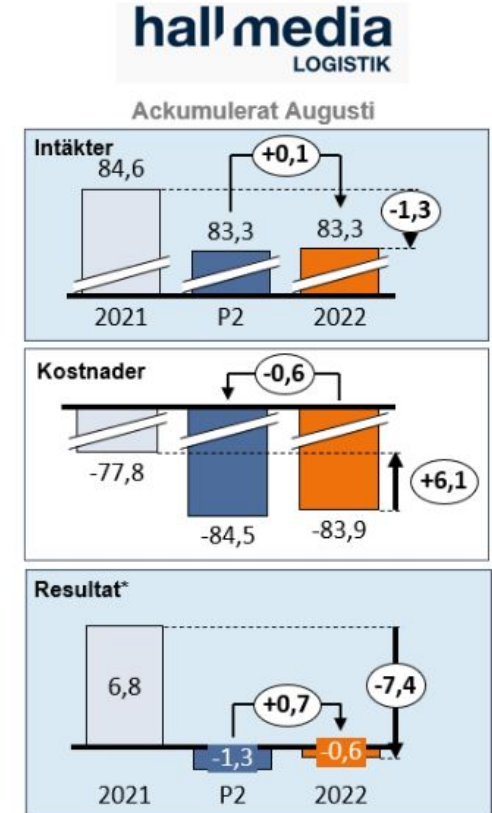 hall media
LOGISTIK
Ackumulerat Augusti
Intäkter
84,6
+0,1
83,3
83,3
-1,3
2021 P2 2022
Kostnader
-0,6
-77,8
+6,1
-84,5
-83,9
Resultat*
6,8
-7,4
+0,7
-1,3
-0,6
2021 P2 2022